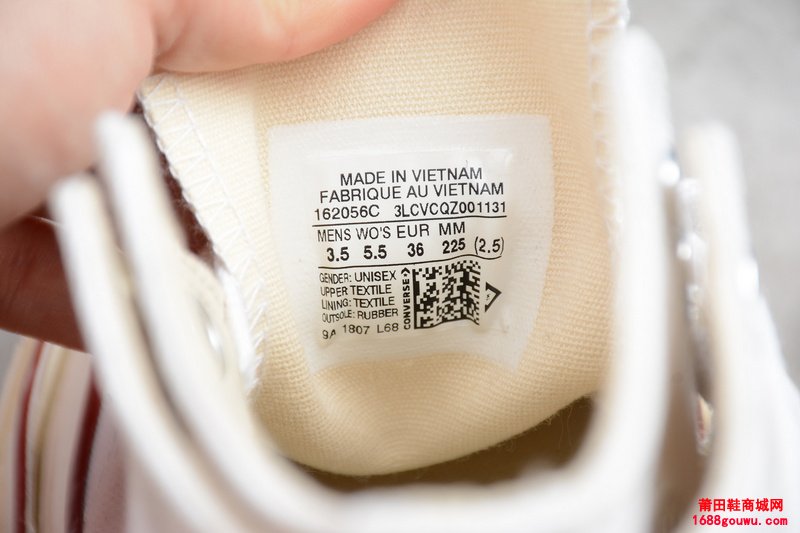 MADE IN VIETNAM
FABRIQUE AU VIETNAM
162056C 3LCVCQZ001131
MENS WO'S EUR MM
3.5 5.5 36 225 (2.5)
GENDER: UNISEX
UPPER TEXTILE
LINING: TEXTILE
OUTSOLE: RUBBER
9A 1807 L68
CONVERSE
莆田鞋商城网
1688gouwu.com